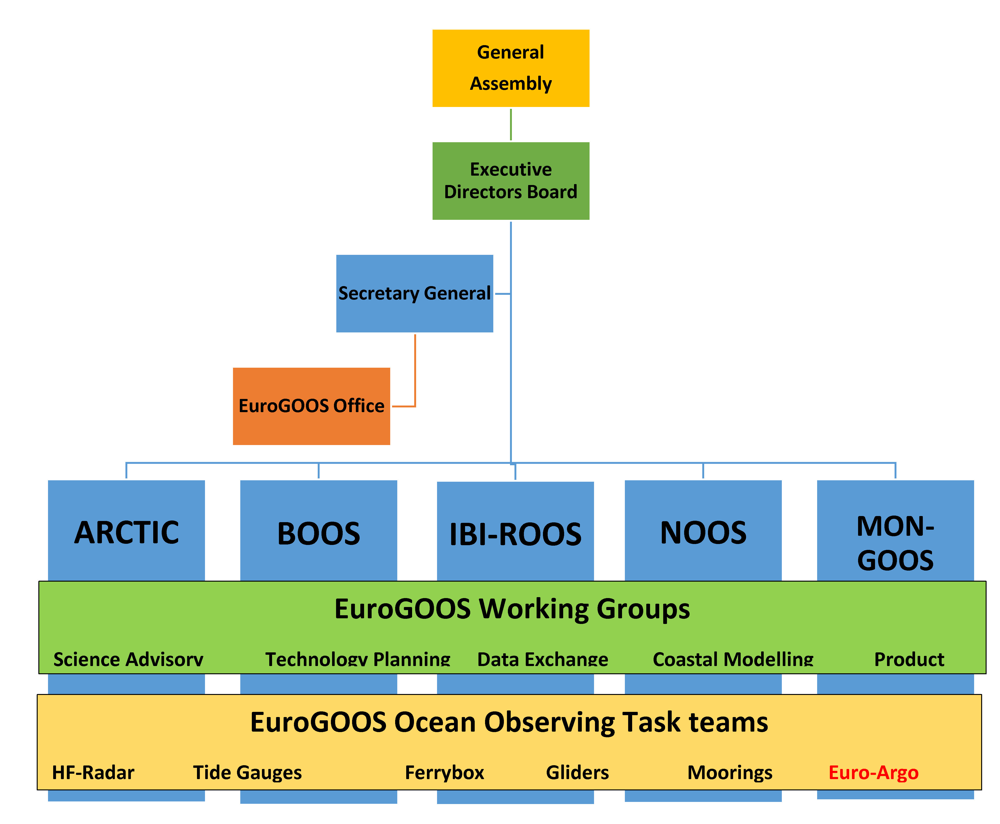 General
Assembly
Executive
Directors Board
Secretary General
EuroGOOS Office
ARCTIC
BOOS
IBI-ROOS
NOOS
MON-
GOOS
EuroGOOS Working Groups
Science Advisory Technology Planning Data Exchange Coastal Modelling Product
EuroGOOS Ocean Observing Task teams
HF-Radar Tide Gauges Ferrybox Gliders Moorings Euro-Argo